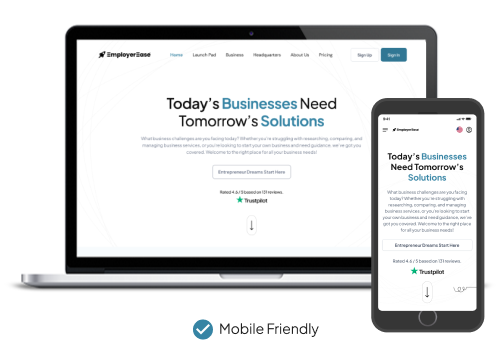 EmployerEase
Home Launch Pad Business Headquarters About Us Pricing
Sign Up
Sign In
Today's Businesses Need
Tomorrow's Solutions
What business challenges are you facing today? Whether you're struggling with researching, comparing, and
managing business services, or you're looking to start your own business and need guidance, we've got you
covered. Welcome to the right place for all your business needs!
Entrepreneur Dreams Start Here
Rated 4.6 / 5 based on 131 reviews.
Trustpilot
9:41
EmployerEase
Today's Businesses
Need Tomorrow's
Solutions
What business challenges are you facing
today? Whether you're struggling with
researching, comparing, and managing
business services, or you're looking to start
your own business and need guidance, we've
got you covered. Welcome to the right place
for all your business needs!
Entrepreneur Dreams Start Here
Rated 4.6 / 5 based on 131 reviews.
Trustpilot
Mobile Friendly